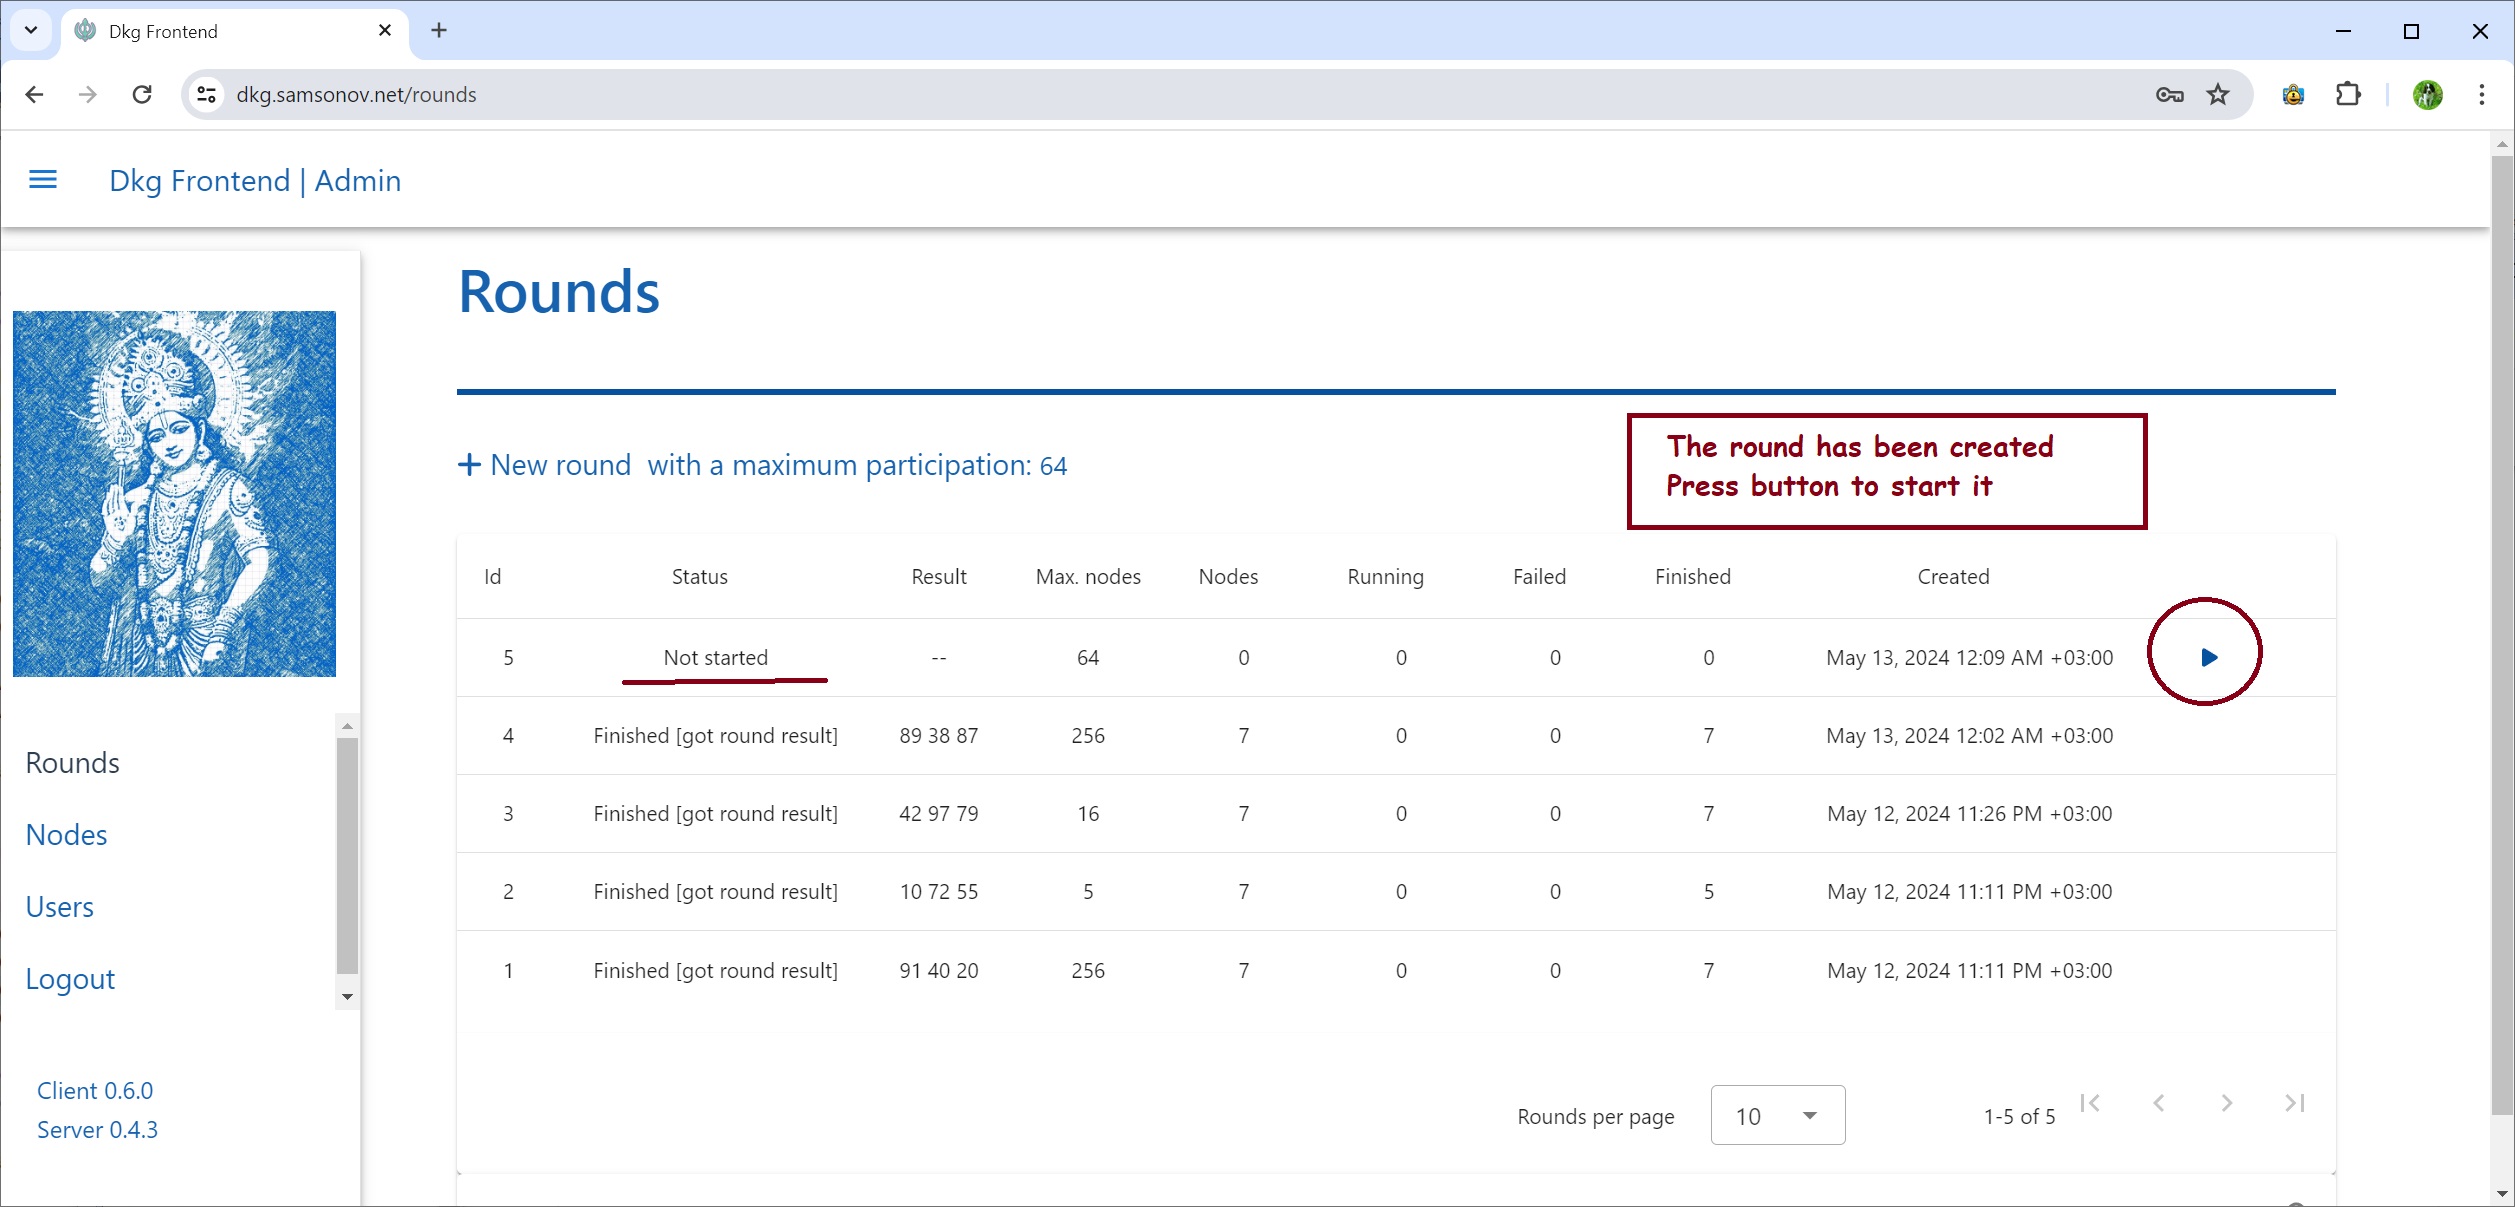 Dkg Frontend
dkg.samsonov.net/rounds
Dkg Frontend | Admin
Rounds
New round with a maximum participation: 64
The round has been created
Press button to start it
Id Status Result Max. nodes Nodes Running Failed Finished Created
5 Not started -- 64 0 0 0 0 May 13, 2024 12:09 AM +03:00
4 Finished [got round result] 89 38 87 256 7 0 0 7 May 13, 2024 12:02 AM +03:00
3 Finished [got round result] 42 97 79 16 7 0 0 7 May 12, 2024 11:26 PM +03:00
2 Finished [got round result] 10 72 55 5 7 0 0 5 May 12, 2024 11:11 PM +03:00
1 Finished [got round result] 91 40 20 256 7 0 0 7 May 12, 2024 11:11 PM +03:00
Rounds per page 10 1-5 of 5
Rounds
Nodes
Users
Logout
Client 0.6.0
Server 0.4.3